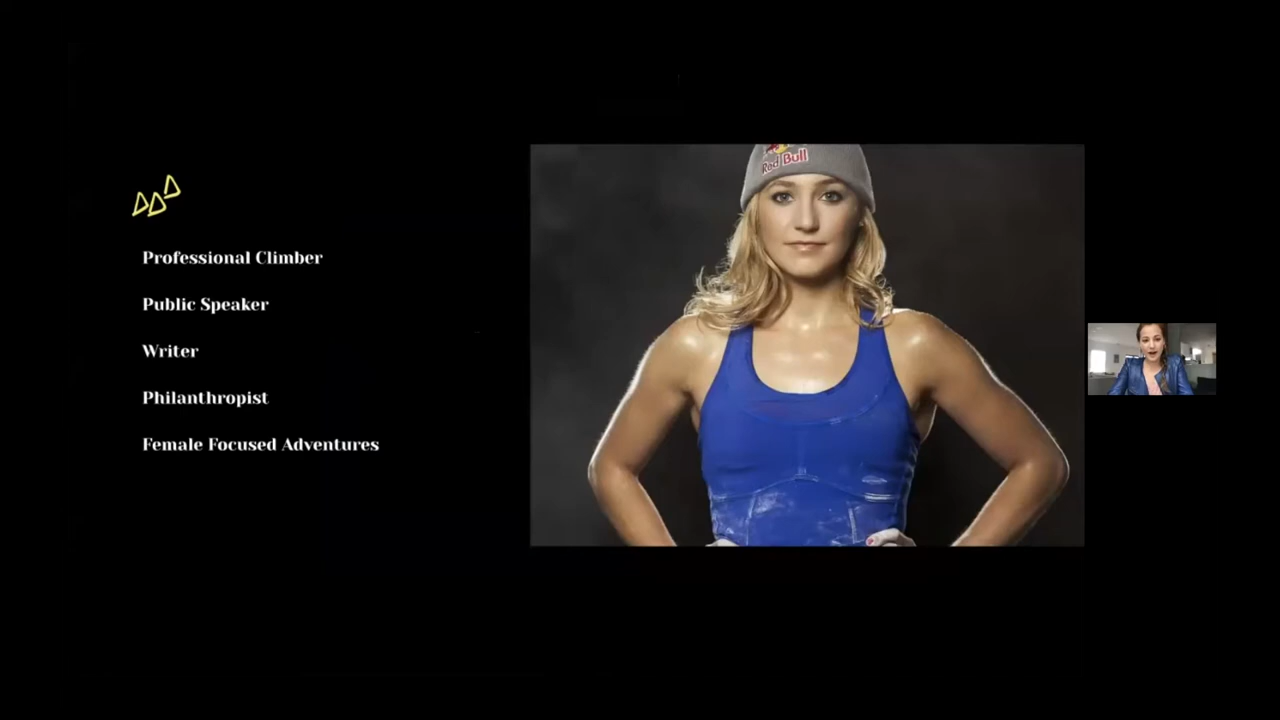 Red Bull
Professional Climber
Public Speaker
Writer
Philanthropist
Female Focused Adventures